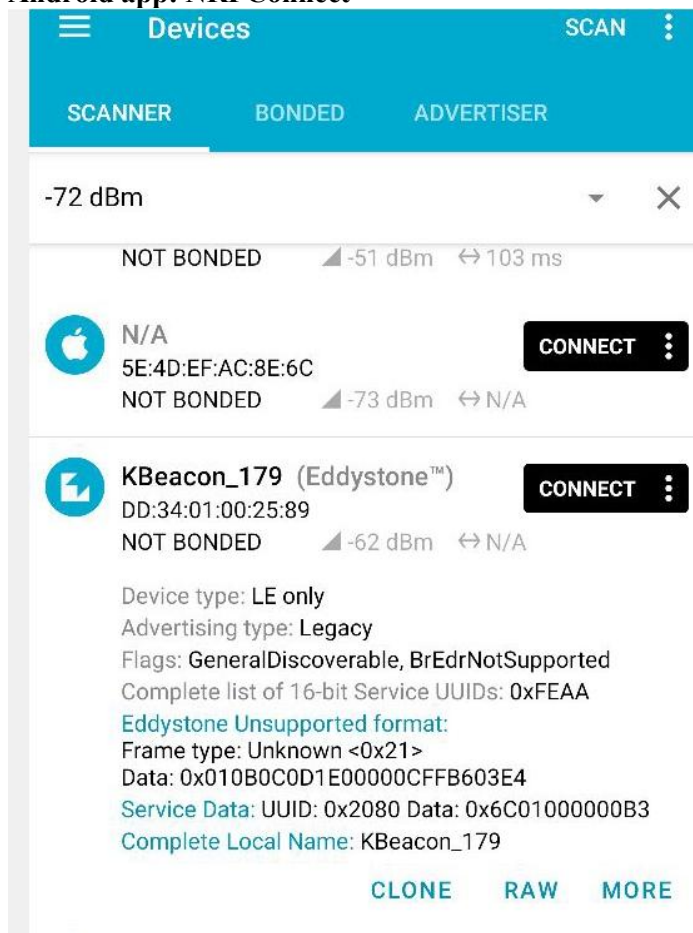 Android app: NRFConnect
Devices
SCAN
SCANNER BONDED ADVERTISER
-72 dBm
NOT BONDED -51 dBm 103 ms
N/A
CONNECT
5E:4D:EF:AC:8E:6C
NOT BONDED -73 dBm N/A
KBeacon_179 (Eddystone™)
CONNECT
DD:34:01:00:25:89
NOT BONDED -62 dBm N/A
Device type: LE only
Advertising type: Legacy
Flags: GeneralDiscoverable, BrEdrNotSupported
Complete list of 16-bit Service UUIDs: 0xFEAA
Eddystone Unsupported format:
Frame type: Unknown <0x21>
Data: 0x010B0C0D1E00000CFFB603E4
Service Data: UUID: 0x2080 Data: 0x6C01000000B3
Complete Local Name: KBeacon_179
CLONE RAW MORE